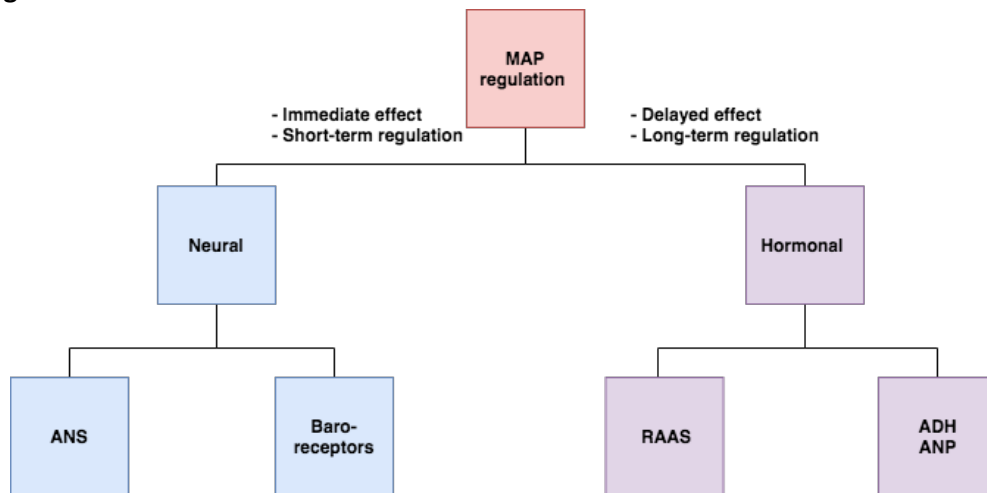 MAP
regulation
- Immediate effect
- Short-term regulation
- Delayed effect
- Long-term regulation
Neural
Hormonal
ANS
Baro-
receptors
RAAS
ADH
ANP